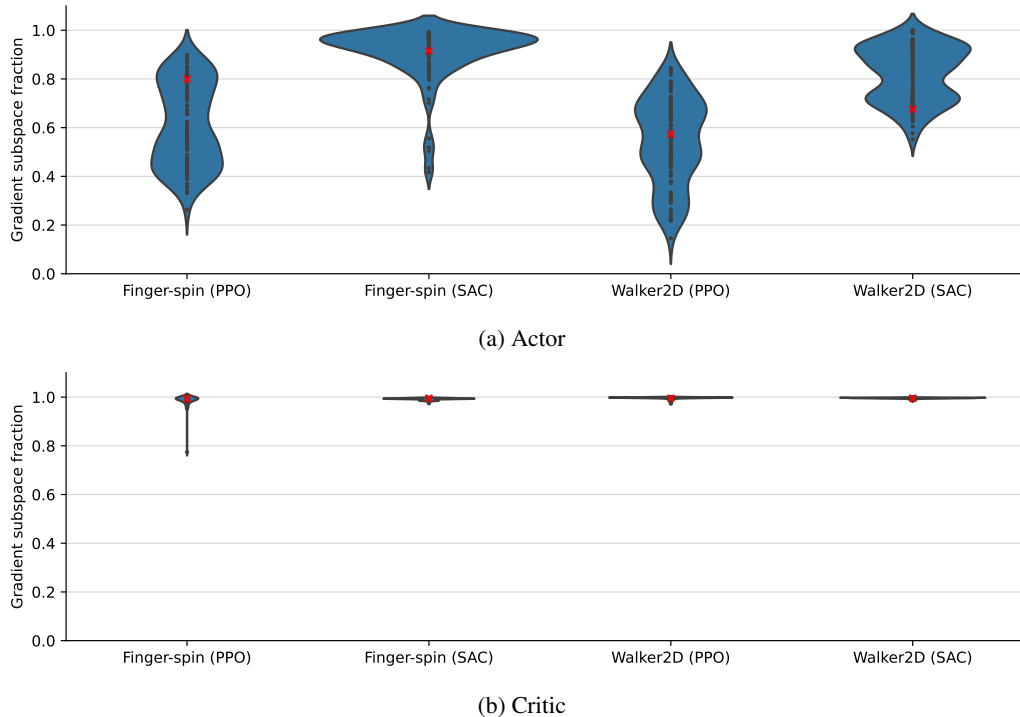 Gradient subspace fraction
1.0
0.8
0.6
0.4
0.2
0.0
Finger-spin (PPO) Finger-spin (SAC) Walker2D (PPO) Walker2D (SAC)
(a) Actor
Gradient subspace fraction
1.0
0.8
0.6
0.4
0.2
0.0
Finger-spin (PPO) Finger-spin (SAC) Walker2D (PPO) Walker2D (SAC)
(b) Critic